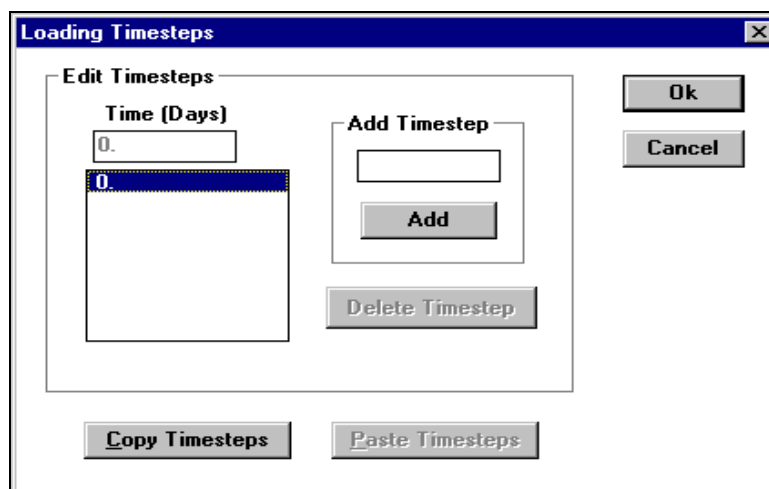 Loading Timesteps
Edit Timesteps
Time (Days)
0.
0.
Add Timestep
Add
Delete Timestep
Ok
Cancel
Copy Timesteps
Paste Timesteps